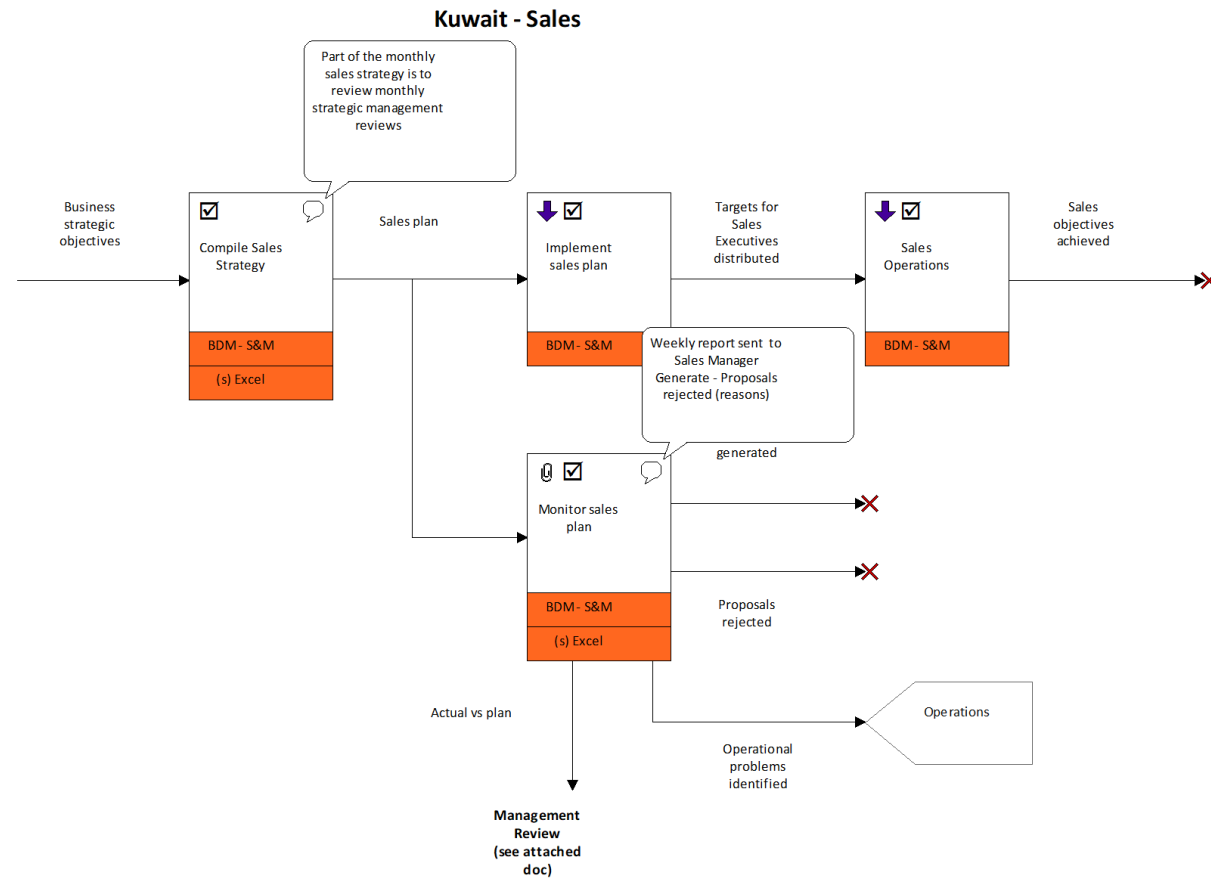 Kuwait - Sales
Part of the monthly
sales strategy is to
review monthly
strategic management
reviews
Business
strategic
objectives
Compile Sales
Strategy
BDM - S&M
(s) Excel
Sales plan
Implement
sales plan
BDM - S&M
Targets for
Sales
Executives
distributed
Sales
Operations
BDM - S&M
Sales
objectives
achieved
Weekly report sent to
Sales Manager
Generate - Proposals
rejected (reasons)
generated
Monitor sales
plan
BDM - S&M
(s) Excel
Proposals
rejected
Actual vs plan
Operations
Operational
problems
identified
Management
Review
(see attached
doc)